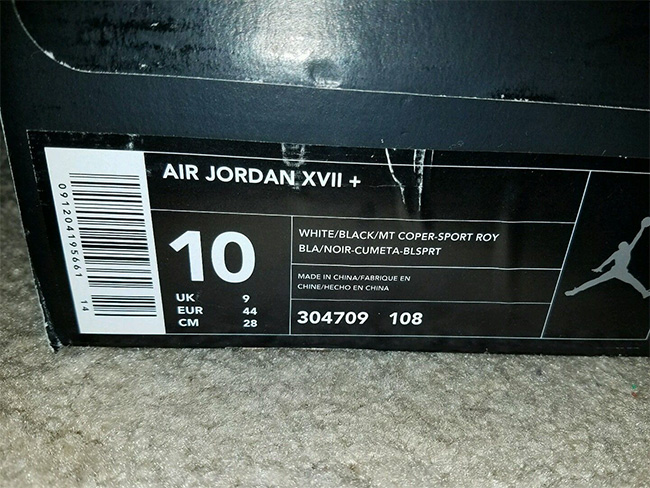 AIR JORDAN XVII +
091204195661
14
10
UK 9
EUR 44
CM 28
WHITE/BLACK/MT COPER-SPORT ROY
BLA/NOIR-CUMETA-BLSPRT
MADE IN CHINA/FABRIQUE EN
CHINE/HECHO EN CHINA
304709 108